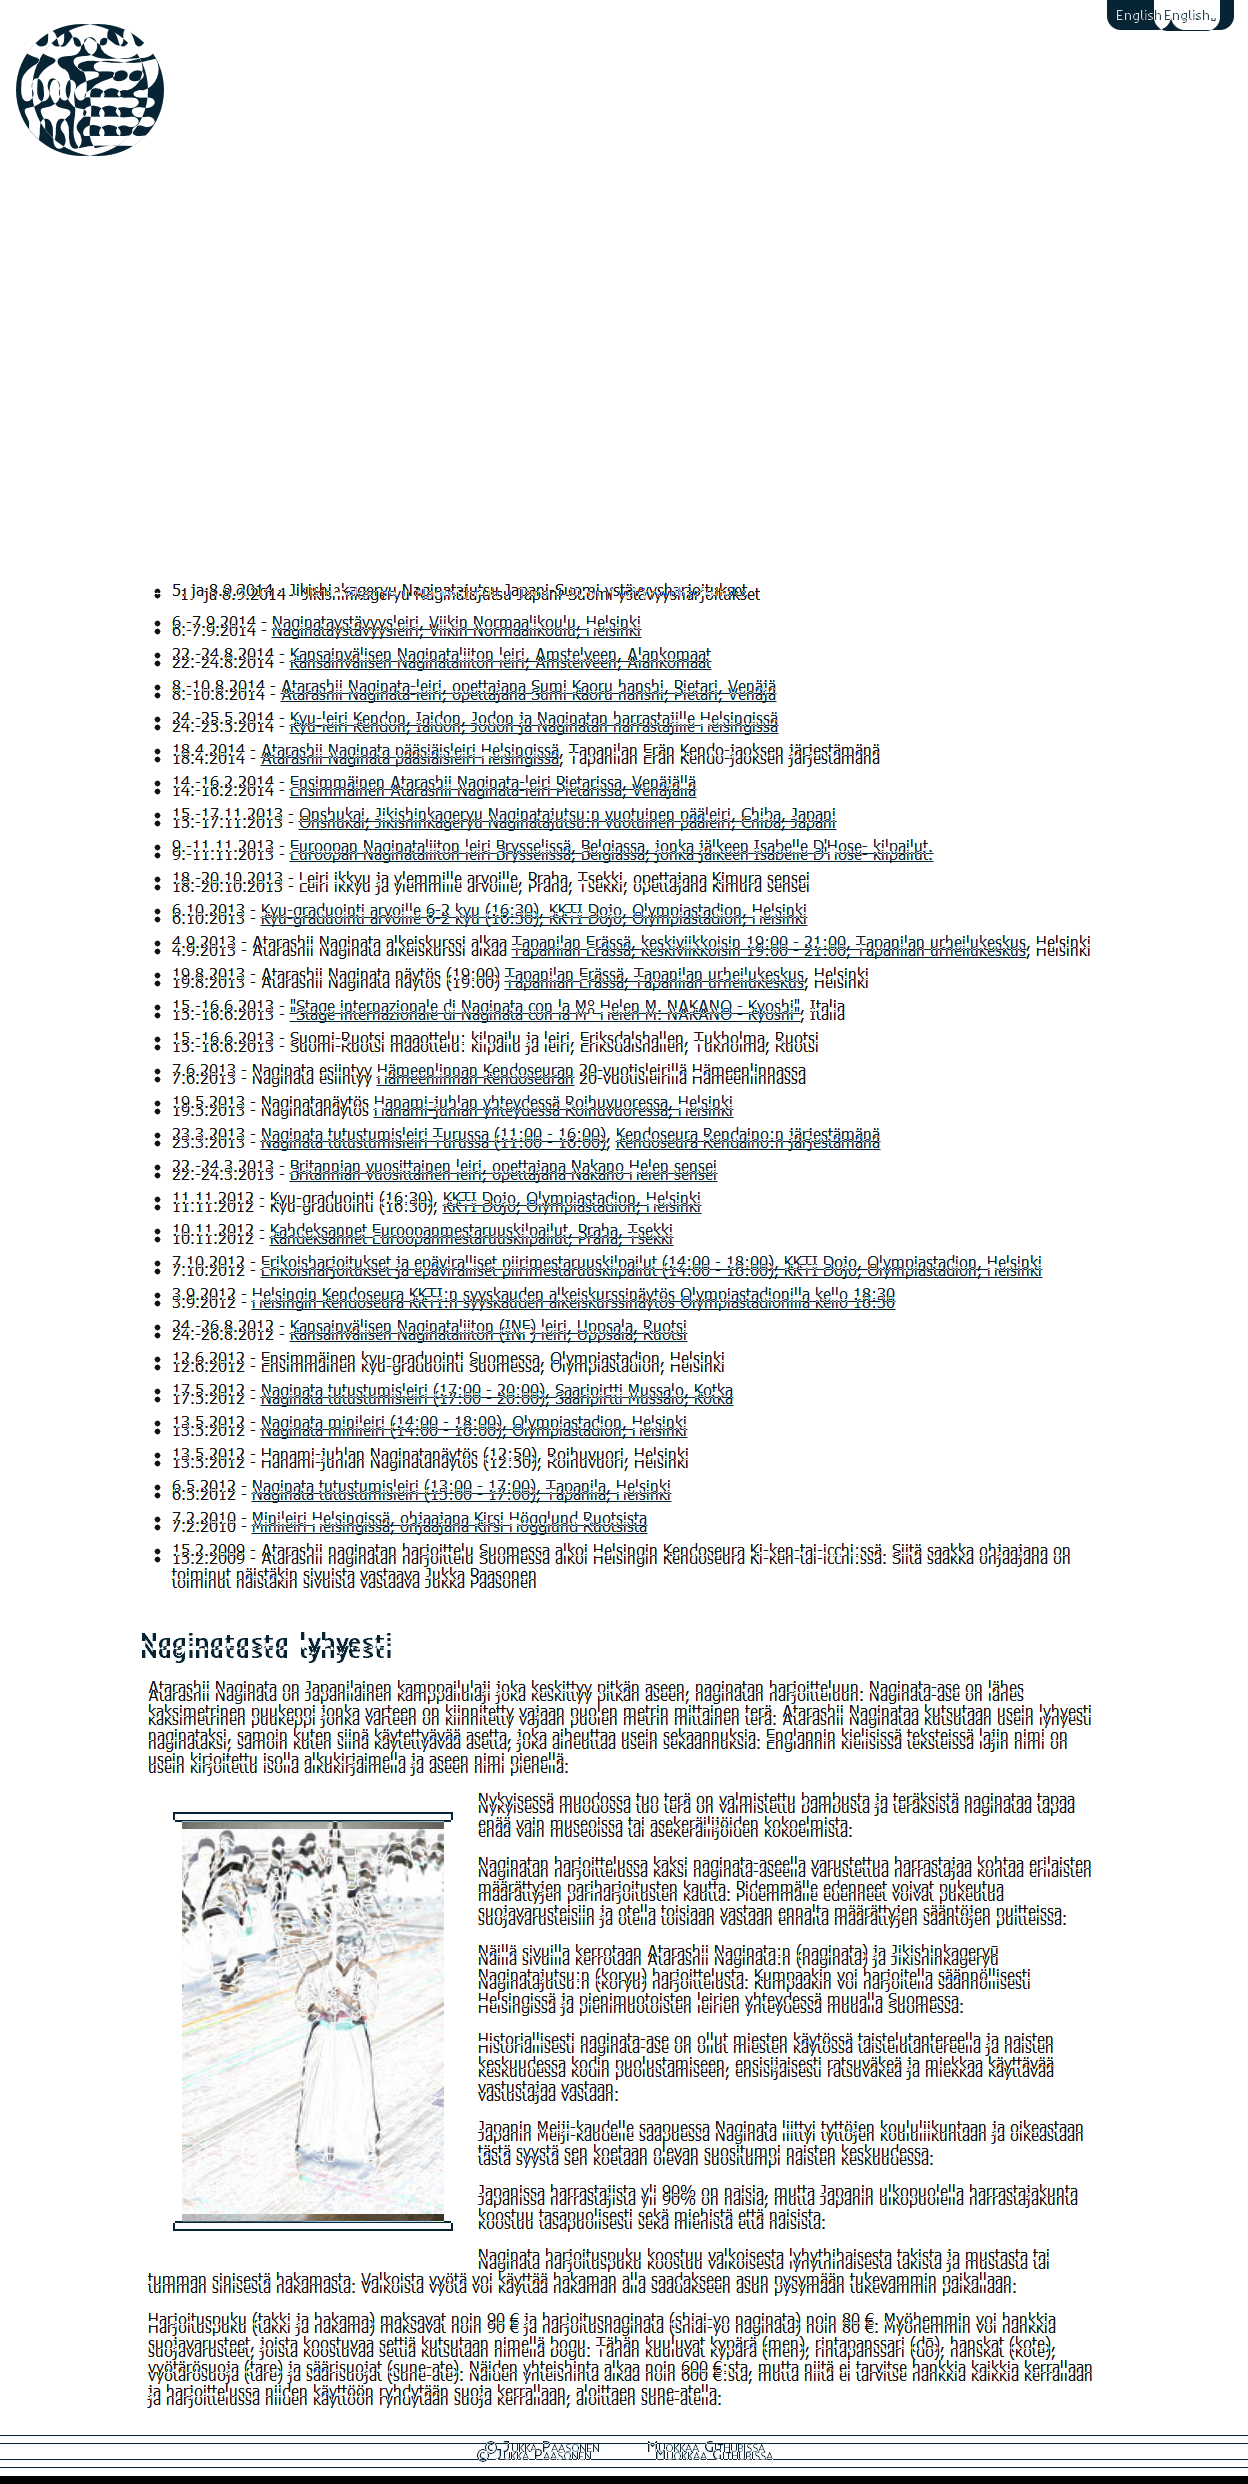 English English
2014 - Jikishinkageryu Naginatajutsu Japani-Suomi ystävyysharjoitukset
6.-7.9.2014 - Naginataystävyysleiri, Viikin Normaalikoulu, Helsinki
22.-24.8.2014 - Kansainvälisen Naginataliiton leiri, Amstelveen, Alankomaat
8.-10.8.2014 - Atarashii Naginata-leiri, opettajana Sumi Kaoru hanshi, Pietari, Venäjä
24.-25.5.2014 - Kyu-leiri Kendon, Iaidon, Jodon ja Naginatan harrastajille Helsingissä
18.4.2014 - Atarashii Naginata pääsiäisleiri Helsingissä, Tapanilan Erän Kendo-jaoksen järjestämänä
14.-16.2.2014 - Ensimmäinen Atarashii Naginata-leiri Pietarissa, Venäjällä
15.-17.11.2013 - Onshukai, Jikishinkageryu Naginatajutsu:n vuotuinen pääleiri, Chiba, Japani
9.-11.11.2013 - Euroopan Naginataliiton leiri Brysselissä, Belgiassa, jonka jälkeen Isabelle D'Hose- kilpailut.
18.-20.10.2013 - Leiri ikkyu ja ylemmille arvoille, Praha, Tsekki, opettajana Kimura sensei
6.10.2013 - Kyu-graduointi arvoille 6-2 kyu (16:30), KKTI Dojo, Olympiastadion, Helsinki
4.9.2013 - Atarashii Naginata alkeiskurssi alkaa Tapanilan Erässä, keskiviikkoisin 19:00 - 21:00, Tapanilan urheilukeskus, Helsinki
19.8.2013 - Atarashii Naginata näytös (19:00) Tapanilan Erässä, Tapanilan urheilukeskus, Helsinki
15.-16.6.2013 - "Stage internazionale di Naginata con la Mº Helen M. NAKANO - Kyoshi", Italia
15.-16.6.2013 - Suomi-Ruotsi maaottelu: kilpailu ja leiri, Eriksdalshallen, Tukholma, Ruotsi
7.6.2013 - Naginata esiintyy Hämeenlinnan Kendoseuran 20-vuotisleirillä Hämeenlinnassa
19.5.2013 - Naginatanäytös Hanami-juhlan yhteydessä Roihuvuoressa, Helsinki
23.3.2013 - Naginata tutustumisleiri Turussa (11:00 - 16:00), Kendoseura Rendaino:n järjestämänä
22.-24.3.2013 - Britannian vuosittainen leiri, opettajana Nakano Helen sensei
11.11.2012 - Kyu-graduointi (16:30), KKTI Dojo, Olympiastadion, Helsinki
10.11.2012 - Kahdeksannet Euroopanmestaruuskilpailut, Praha, Tsekki
7.10.2012 - Erikoisharjoitukset ja epäviralliset piirimestaruuskilpailut (14:00 - 18:00), KKTI Dojo, Olympiastadion, Helsinki
3.9.2012 - Helsingin Kendoseura KKTI:n syyskauden alkeiskurssinäytös Olympiastadionilla kello 18:30
24.-26.8.2012 - Kansainvälisen Naginataliiton (INF) leiri, Uppsala, Ruotsi
12.6.2012 - Ensimmäinen kyu-graduointi Suomessa, Olympiastadion, Helsinki
17.5.2012 - Naginata tutustumisleiri (17:00 - 20:00), Saaripirtti Mussalo, Kotka
13.5.2012 - Naginata minileiri (14:00 - 18:00), Olympiastadion, Helsinki
13.5.2012 - Hanami-juhlan Naginatanäytös (12:50), Roihuvuori, Helsinki
6.5.2012 - Naginata tutustumisleiri (13:00 - 17:00), Tapanila, Helsinki
7.2.2010 - Minileiri Helsingissä, ohjaajana Kirsi Högglund Ruotsista
15.2.2009 - Atarashii naginatan harjoittelu Suomessa alkoi Helsingin Kendoseura Ki-ken-tai-icchi:ssä. Siitä saakka ohjaajana on
toiminut näistäkin sivuista vastaava Jukka Paasonen
Naginatasta lyhyesti
Atarashii Naginata on Japanilainen kamppailulaji joka keskittyy pitkän aseen, naginatan harjoitteluun. Naginata-ase on lähes
kaksimetrinen puukeppi jonka varteen on kiinnitetty vajaan puolen metrin mittainen terä. Atarashii Naginataa kutsutaan usein lyhyesti
naginataksi, samoin kuten siinä käytettyävää asetta, joka aiheuttaa usein sekaannuksia. Englannin kielisissä teksteissä lajin nimi on
usein kirjoitettu isolla alkukirjaimella ja aseen nimi pienellä.
Nykyisessä muodossa tuo terä on valmistettu bambusta ja teräksistä naginataa tapaa
enää vain museoissa tai asekeräilijöiden kokoelmista.
Naginatan harjoittelussa kaksi naginata-aseella varustettua harrastajaa kohtaa erilaisten
määrättyjen pariharjoitusten kautta. Pidemmälle edenneet voivat pukeutua
suojavarusteisiin ja otella toisiaan vastaan ennalta määrättyjen sääntöjen puitteissa.
Näillä sivuilla kerrotaan Atarashii Naginata:n (naginata) ja Jikishinkageryū
Naginatajutsu:n (koryu) harjoittelusta. Kumpaakin voi harjoitella säännöllisesti
Helsingissä ja pienimuotoisten leirien yhteydessä muualla Suomessa.
Historiallisesti naginata-ase on ollut miesten käytössä taistelutantereella ja naisten
keskuudessa kodin puolustamiseen, ensisijaisesti ratsuväkeä ja miekkaa käyttävää
vastustajaa vastaan.
Japanin Meiji-kaudelle saapuessa Naginata liittyi tyttöjen koululiikuntaan ja oikeastaan
tästä syystä sen koetaan olevan suositumpi naisten keskuudessa.
Japanissa harrastajista yli 90% on naisia, mutta Japanin ulkopuolella harrastajakunta
koostuu tasapuolisesti sekä miehistä että naisista.
Naginata harjoituspuku koostuu valkoisesta lyhythihaisesta takista ja mustasta tai
tumman sinisestä hakamasta. Valkoista vyötä voi käyttää hakaman alla saadakseen asun pysymään tukevammin paikallaan.
Harjoituspuku (takki ja hakama) maksavat noin 90 € ja harjoitusnaginata (shiai-yo naginata) noin 80 €. Myöhemmin voi hankkia
suojavarusteet, joista koostuvaa settiä kutsutaan nimellä bogu. Tähän kuuluvat kypärä (men), rintapanssari (do), hanskat (kote),
vyötärösuoja (tare) ja säärisuojat (sune-ate). Näiden yhteishinta alkaa noin 600 €:sta, mutta niitä ei tarvitse hankkia kaikkia kerrallaan
ja harjoittelussa niiden käyttöön ryhdytään suoja kerrallaan, aloittaen sune-atella.
© Jukka Paasonen Muokkaa Githubissa